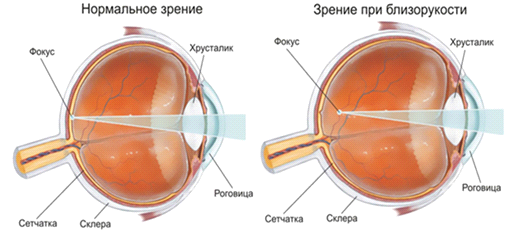 Нормальное зрение
Зрение при близорукости
Фокус
Хрусталик
Роговица
Сетчатка
Склера
Фокус
Хрусталик
Роговица
Сетчатка
Склера